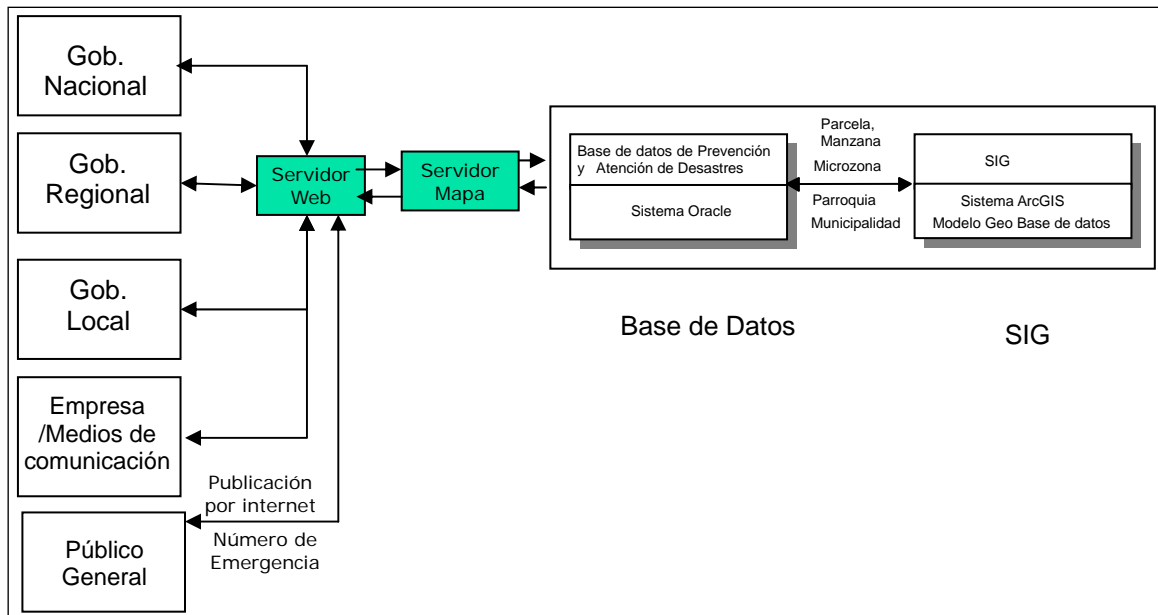 Gob.
Nacional
Gob.
Regional
Gob.
Local
Empresa
/Medios de
comunicación
Público
General
Publicación
por internet
Número de
Emergencia
Servidor
Web
Servidor
Mapa
Base de datos de Prevención
y Atención de Desastres
Sistema Oracle
Parcela,
Manzana
Microzona
Parroquia
Municipalidad
SIG
Sistema ArcGIS
Modelo Geo Base de datos
Base de Datos
SIG